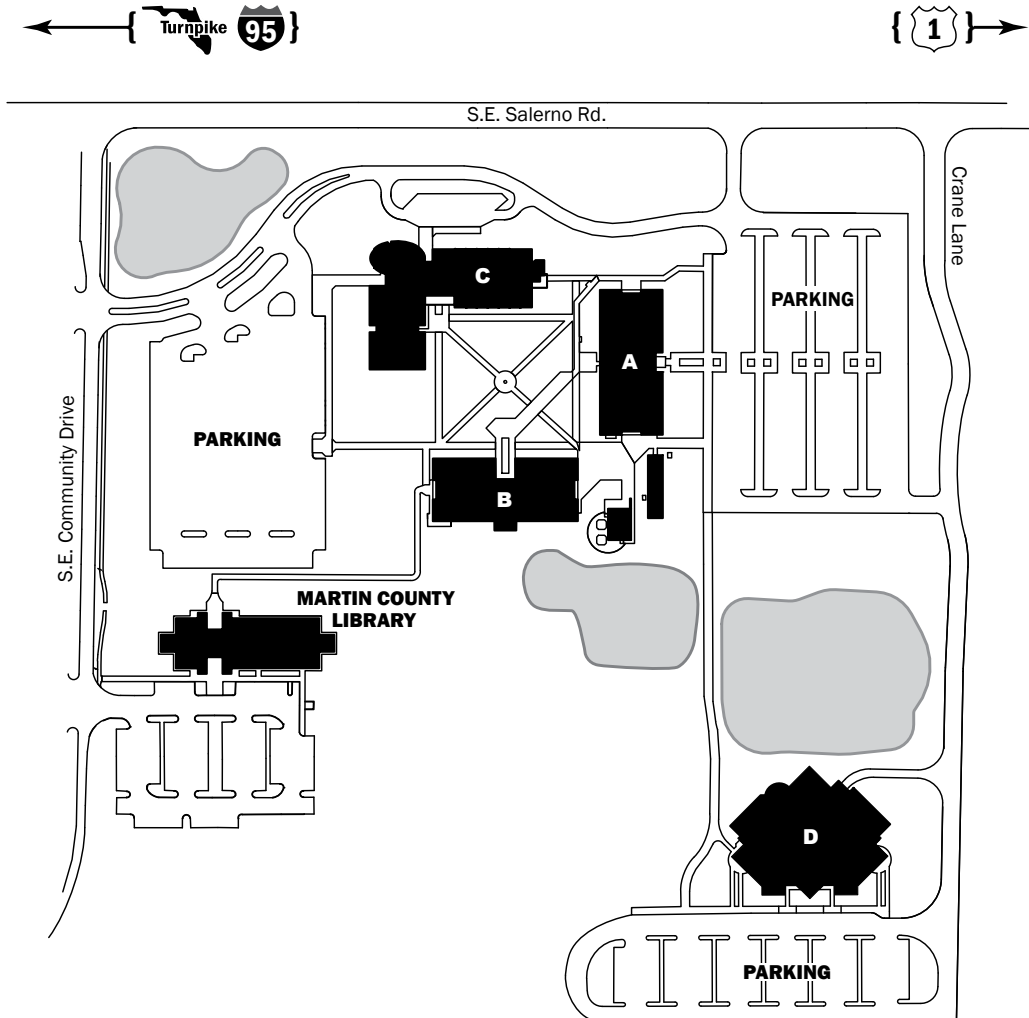 { Turnpike 95 }
{ 1 }
S.E. Salerno Rd.
Crane Lane
C
PARKING
A
S.E. Community Drive
PARKING
B
MARTIN COUNTY
LIBRARY
D
PARKING